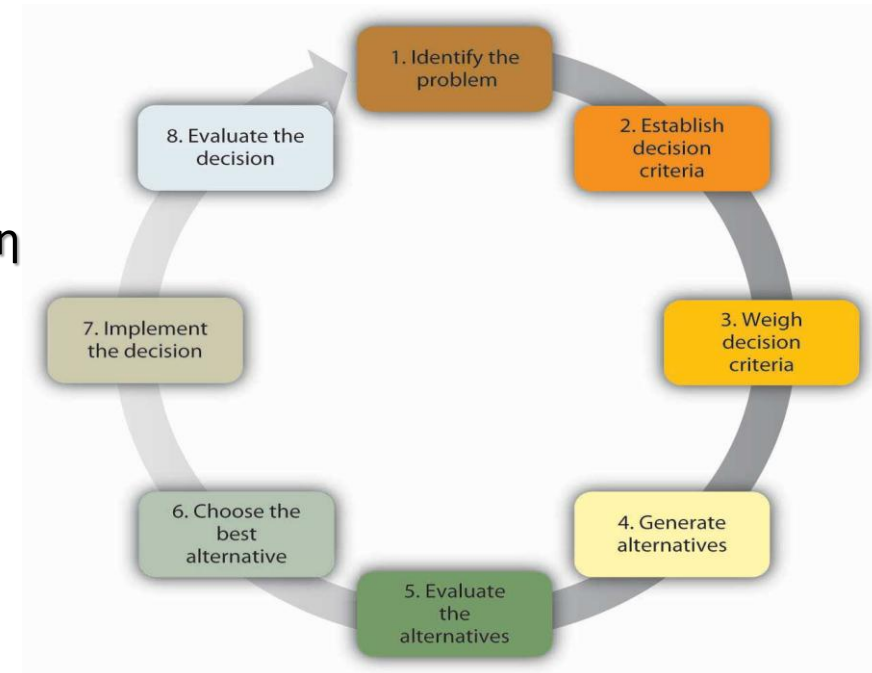 η
1. Identify the
problem
2. Establish
decision
criteria
3. Weigh
decision
criteria
4. Generate
alternatives
5. Evaluate
the
alternatives
6. Choose the
best
alternative
7. Implement
the decision
8. Evaluate the
decision